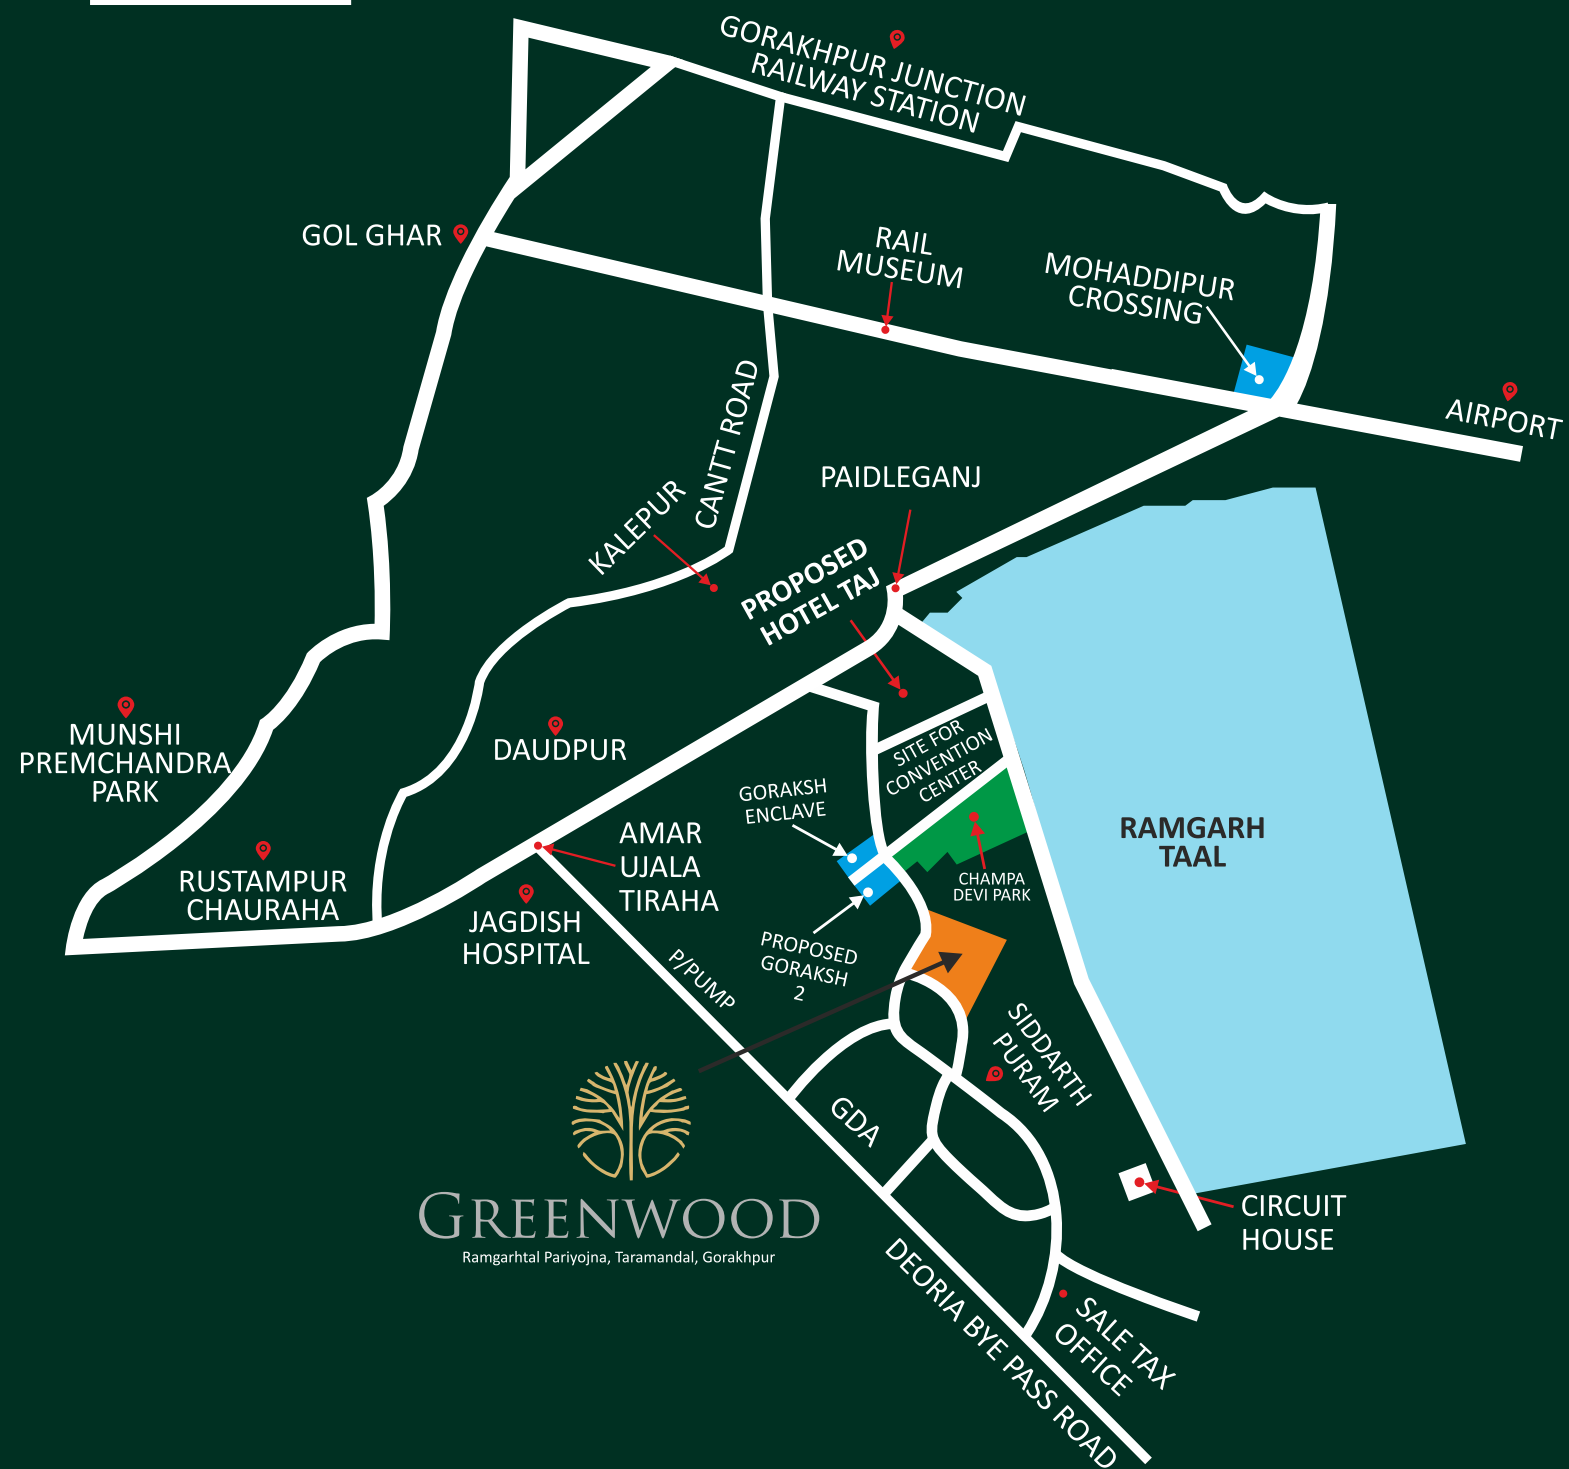 GORAKHPUR JUNCTION
RAILWAY STATION
GOL GHAR
RAIL
MUSEUM
MOHADDIPUR
CROSSING
AIRPORT
CANTT ROAD
KALEPUR
PAIDLEGANJ
PROPOSED
HOTEL TAJ
MUNSHI
PREMCHANDRA
PARK
DAUDPUR
SITE FOR
CONVENTION
CENTER
GORAKSH
ENCLAVE
AMAR
UJALA
TIRAHA
RAMGARH
TAAL
RUSTAMPUR
CHAURAHA
CHAMPA
DEVI PARK
JAGDISH
HOSPITAL
P/PUMP
PROPOSED
GORAKSH
2
SIDDARTH
PURAM
GDA
GREENWOOD
Ramgarhtal Pariyojna, Taramandal, Gorakhpur
CIRCUIT
HOUSE
DEORIA BYE PASS ROAD
SALE TAX
OFFICE